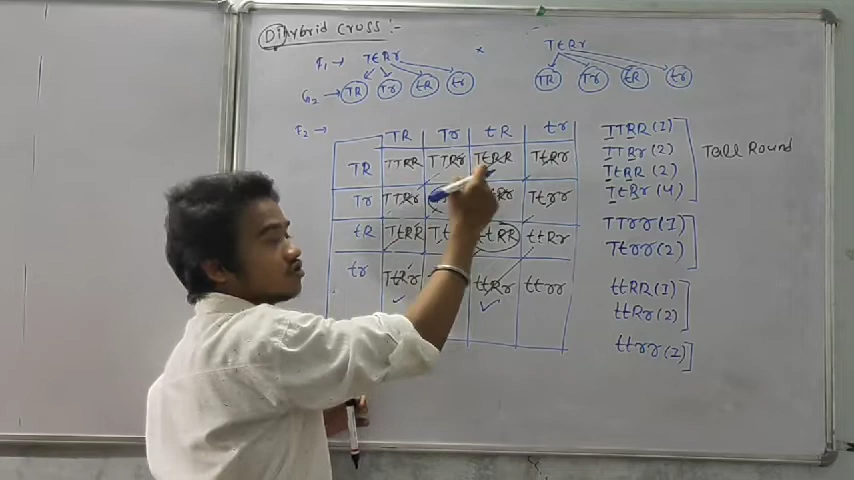 Dihybrid Cross :-
F₁ → TtRr × TtRr
G₂ → TR Tr tR tr TR Tr tR tr
F₂ →
TR Tr tR tr
TR TTRR TTRr TtRR TtRr
Tr TTRr Rr Ttrr
tR TtRR Tt ttRR ttRr
tr TtRr ttRr ttrr
TTRR (1)
TTRr (2)
TtRR (2)
TtRr (4)
Tall Round
TTrr (1)
Ttrr (2)
ttRR (1)
ttRr (2)
ttrr (2)